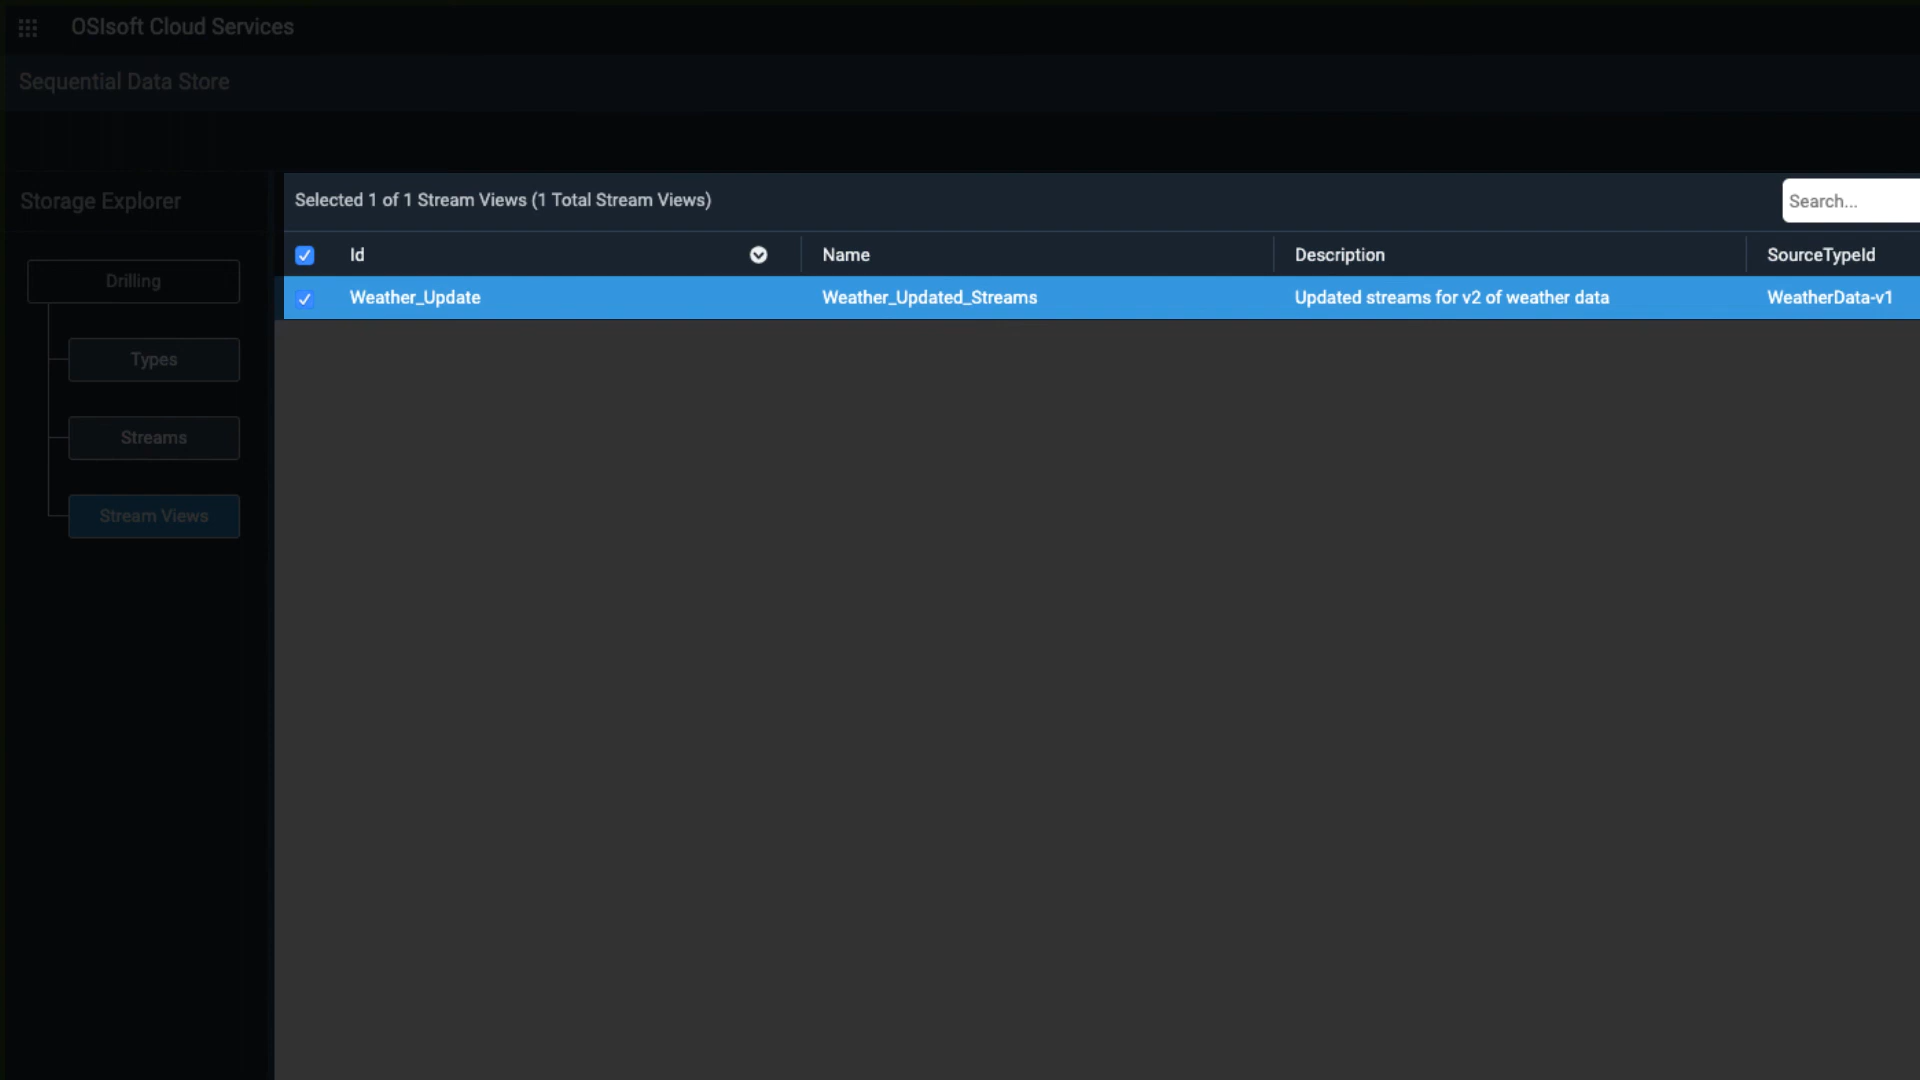 OSIsoft Cloud Services
Sequential Data Store
Storage Explorer
Drilling
Types
Streams
Stream Views
Selected 1 of 1 Stream Views (1 Total Stream Views)
Search...
Id Name Description SourceTypeId
Weather_Update Weather_Updated_Streams Updated streams for v2 of weather data WeatherData-v1